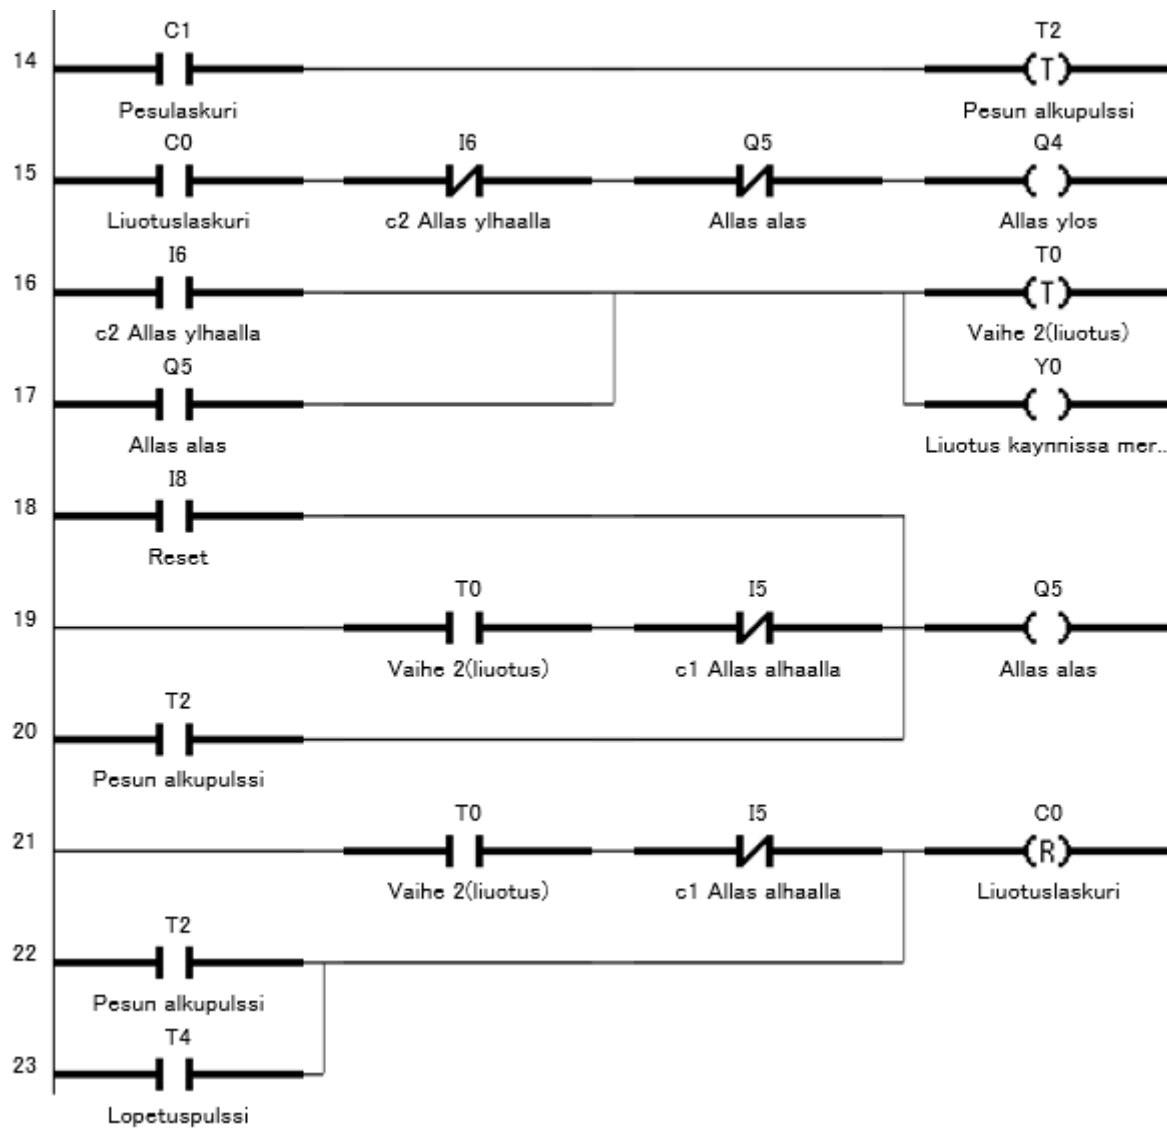 C1 T2
14 (T)
Pesulaskuri Pesun alkupulssi
C0 I6 Q5 Q4
15
Liuotuslaskuri c2 Allas ylhaalla Allas alas Allas ylos
I6 T0
16 (T)
c2 Allas ylhaalla Vaihe 2(liuotus)
Q5 Y0
17
Allas alas Liuotus kaynnissa mer..
I8
18
Reset
T0 I5 Q5
19
Vaihe 2(liuotus) c1 Allas alhaalla Allas alas
T2
20
Pesun alkupulssi
T0 I5 C0
21 (R)
Vaihe 2(liuotus) c1 Allas alhaalla Liuotuslaskuri
T2
22
Pesun alkupulssi
T4
23
Lopetuspulssi